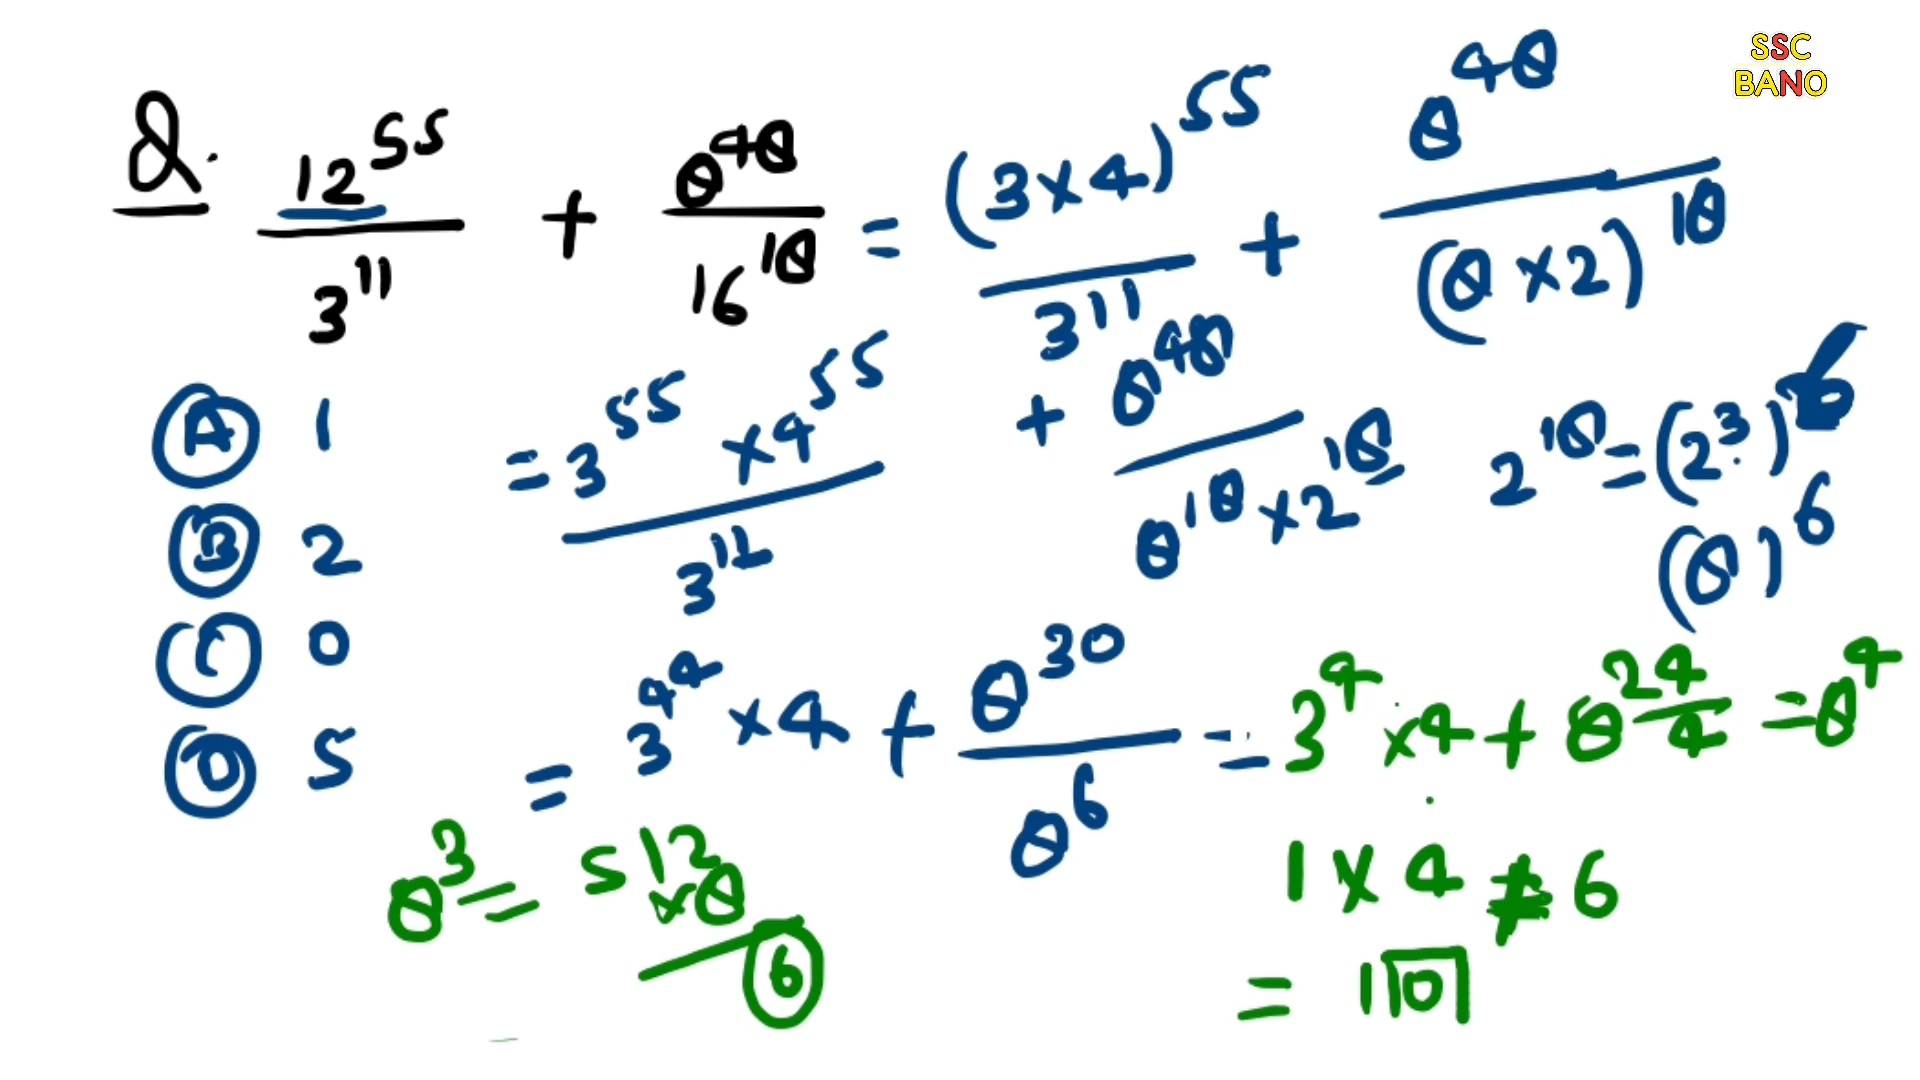 SSC
BANO
Q. 12^55/3^11 + 8^48/16^18 = (3×4)^55/3^11 + 8^48/(8×2)^18
A 1
= 3^55 ×4^55/3^11 + 8^48/8^18×2^18
2^18 = (2^3)^6
(8)^6
B 2
C 0
D 5
= 3^44 ×4 + 8^30/8^6 = 3^4 ×4 + 8^24/4 = 8^4
8^3 = 512
×8
6
1 × 4 + 6
= 10